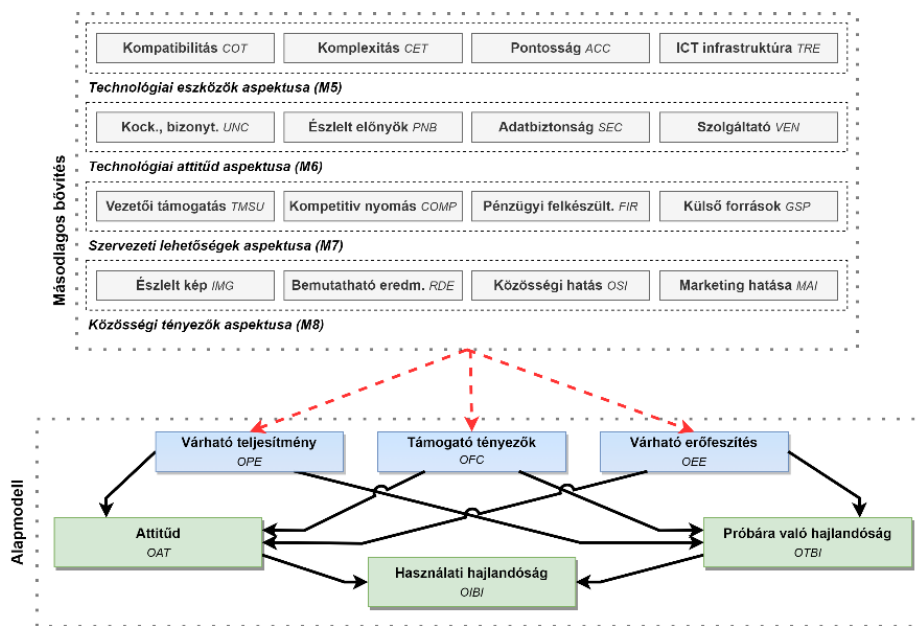 Kompatibilitás COT
Komplexitás CET
Pontosság ACC
ICT infrastruktúra TRE
Technológiai eszközök aspektusa (M5)
Kock., bizonyt. UNC
Észlelt előnyök PNB
Adatbiztonság SEC
Szolgáltató VEN
Technológiai attitűd aspektusa (M6)
Vezetői támogatás TMSU
Kompetitív nyomás COMP
Pénzügyi felkészült. FIR
Külső források GSP
Szervezeti lehetőségek aspektusa (M7)
Észlelt kép IMG
Bemutatható eredm. RDE
Közösségi hatás OSI
Marketing hatása MAI
Közösségi tényezők aspektusa (M8)
Másodlagos bővítés
Várható teljesítmény
OPE
Támogató tényezők
OFC
Várható erőfeszítés
OEE
Attitűd
OAT
Próbára való hajlandóság
OTBI
Használati hajlandóság
OIBI
Alapmodell